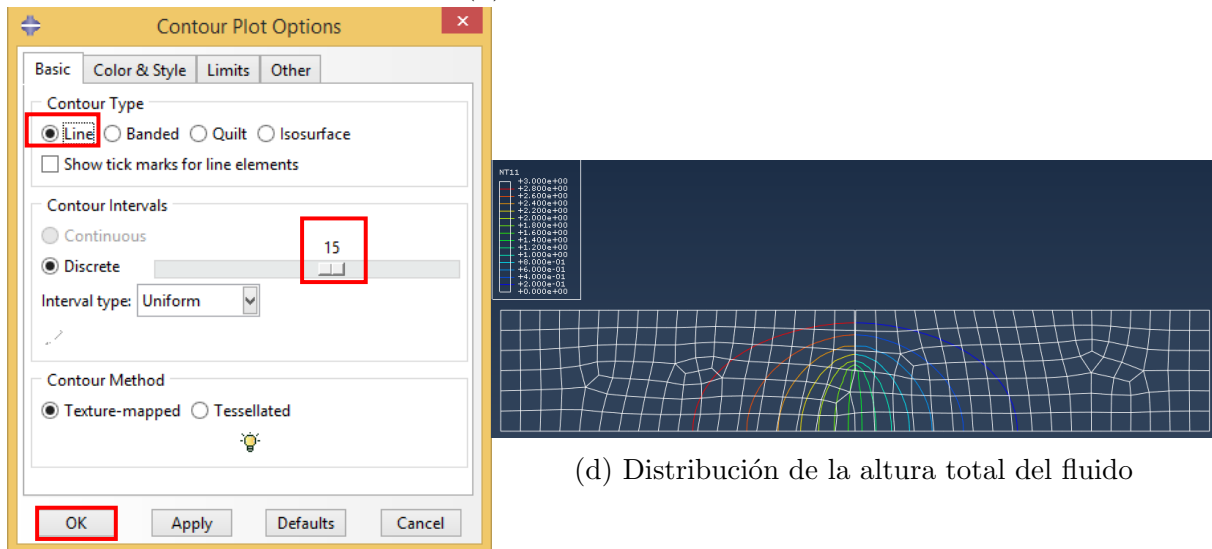 Contour Plot Options
Basic Color & Style Limits Other
Contour Type
Line Banded Quilt Isosurface
Show tick marks for line elements
Contour Intervals
Continuous
15
Discrete
Interval type: Uniform
Contour Method
Texture-mapped Tessellated
OK Apply Defaults Cancel
NT11
+3.000e+00
+2.800e+00
+2.600e+00
+2.400e+00
+2.200e+00
+2.000e+00
+1.800e+00
+1.600e+00
+1.400e+00
+1.200e+00
+1.000e+00
+8.000e-01
+6.000e-01
+4.000e-01
+2.000e-01
+0.000e+00
(d) Distribución de la altura total del fluido